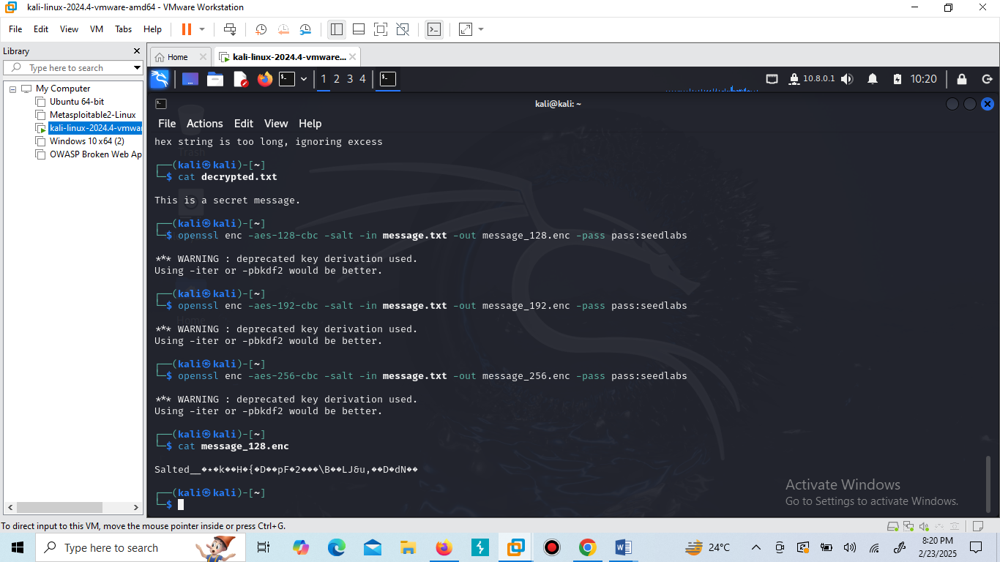 kali-linux-2024.4-vmware-amd64 - VMware Workstation
File Edit View VM Tabs Help
Library
Type here to search
My Computer
Ubuntu 64-bit
Metasploitable2-Linux
kali-linux-2024.4-vmwar
Windows 10 x64 (2)
OWASP Broken Web Ap
Home kali-linux-2024.4-vmware...
1 2 3 4 10.8.0.1 10:20
kali@kali: ~
File Actions Edit View Help
hex string is too long, ignoring excess
┌──(kali㉿kali)-[~]
└─$ cat decrypted.txt
This is a secret message.
┌──(kali㉿kali)-[~]
└─$ openssl enc -aes-128-cbc -salt -in message.txt -out message_128.enc -pass pass:seedlabs
*** WARNING : deprecated key derivation used.
Using -iter or -pbkdf2 would be better.
┌──(kali㉿kali)-[~]
└─$ openssl enc -aes-192-cbc -salt -in message.txt -out message_192.enc -pass pass:seedlabs
*** WARNING : deprecated key derivation used.
Using -iter or -pbkdf2 would be better.
┌──(kali㉿kali)-[~]
└─$ openssl enc -aes-256-cbc -salt -in message.txt -out message_256.enc -pass pass:seedlabs
*** WARNING : deprecated key derivation used.
Using -iter or -pbkdf2 would be better.
┌──(kali㉿kali)-[~]
└─$ cat message_128.enc
Salted__�٭�k��H�{�D��pF�2���\B��LJ&u,��D�dN��
┌──(kali㉿kali)-[~]
└─$
Activate Windows
Go to Settings to activate Windows.
To direct input to this VM, move the mouse pointer inside or press Ctrl+G.
Type here to search
24°C
8:20 PM
2/23/2025